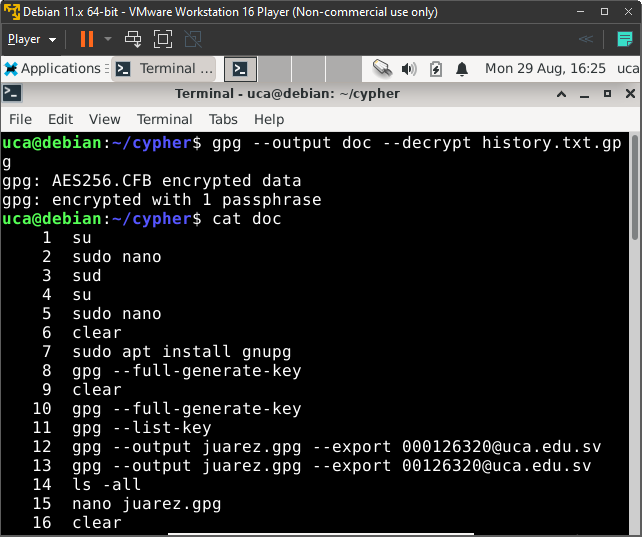 Debian 11.x 64-bit - VMware Workstation 16 Player (Non-commercial use only)
Player
Applications
Terminal ...
Mon 29 Aug, 16:25
uca
Terminal - uca@debian: ~/cypher
File Edit View Terminal Tabs Help
uca@debian:~/cypher$ gpg --output doc --decrypt history.txt.gp
g
gpg: AES256.CFB encrypted data
gpg: encrypted with 1 passphrase
uca@debian:~/cypher$ cat doc
1 su
2 sudo nano
3 sud
4 su
5 sudo nano
6 clear
7 sudo apt install gnupg
8 gpg --full-generate-key
9 clear
10 gpg --full-generate-key
11 gpg --list-key
12 gpg --output juarez.gpg --export 000126320@uca.edu.sv
13 gpg --output juarez.gpg --export 00126320@uca.edu.sv
14 ls -all
15 nano juarez.gpg
16 clear